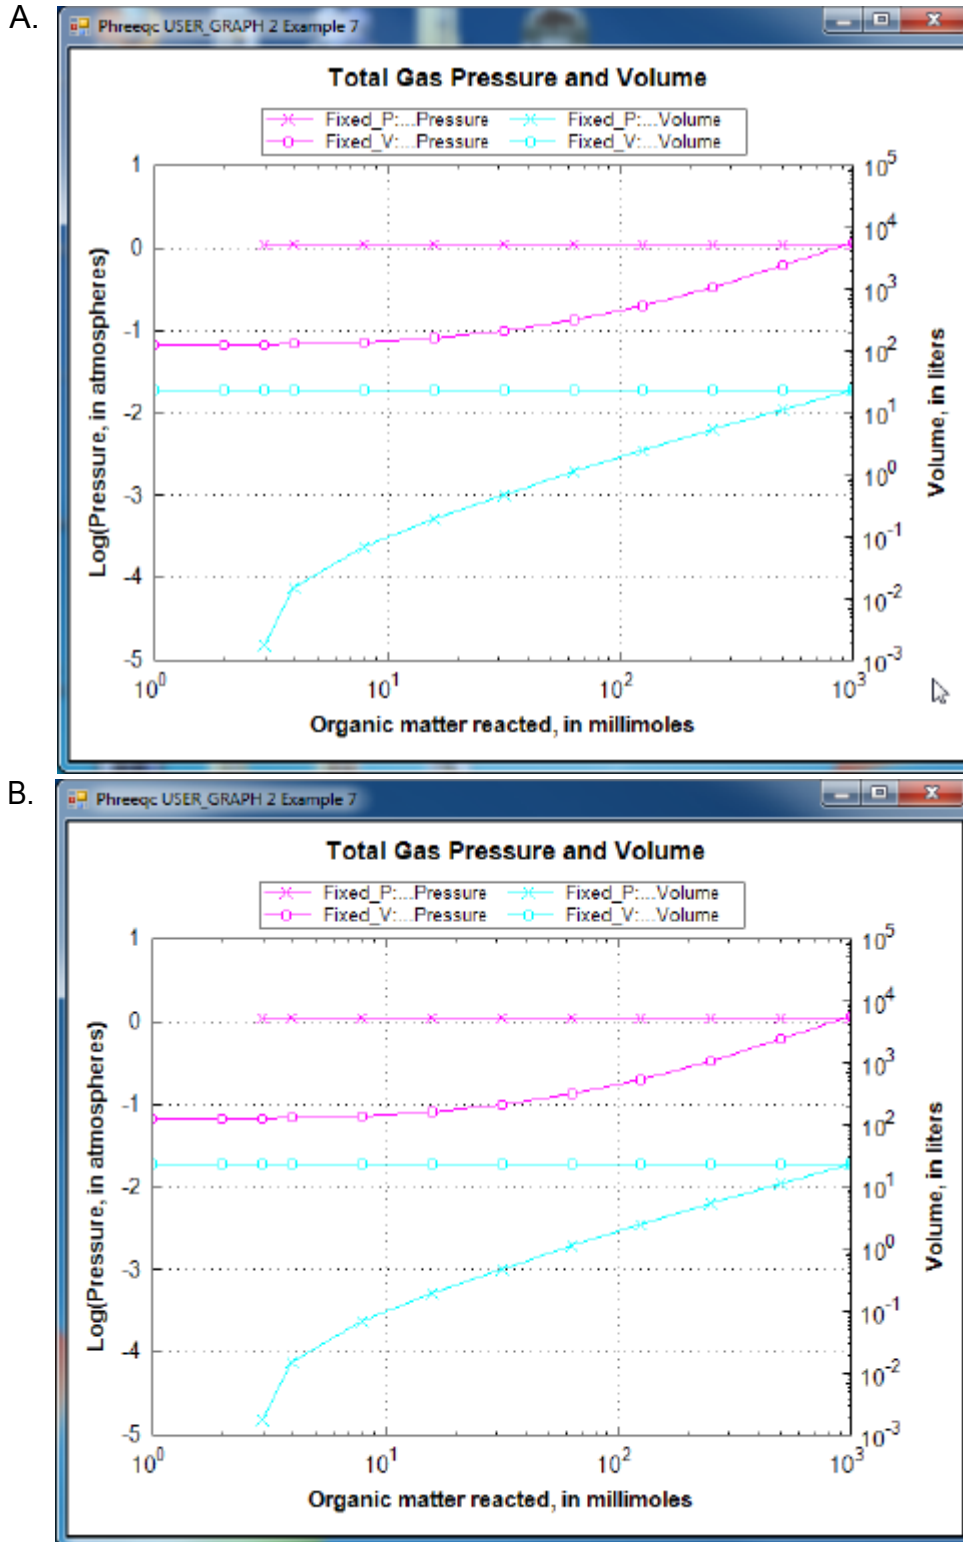 A.
Phreeqc USER_GRAPH 2 Example 7
Total Gas Pressure and Volume
Fixed_P:...Pressure Fixed_P:...Volume
Fixed_V:...Pressure Fixed_V:...Volume
1
0
-1
-2
-3
-4
-5
Log(Pressure, in atmospheres)
10^5
10^4
10^3
10^2
10^1
10^0
10^-1
10^-2
10^-3
Volume, in liters
10^0 10^1 10^2 10^3
Organic matter reacted, in millimoles
B.
Phreeqc USER_GRAPH 2 Example 7
Total Gas Pressure and Volume
Fixed_P:...Pressure Fixed_P:...Volume
Fixed_V:...Pressure Fixed_V:...Volume
1
0
-1
-2
-3
-4
-5
Log(Pressure, in atmospheres)
10^5
10^4
10^3
10^2
10^1
10^0
10^-1
10^-2
10^-3
Volume, in liters
10^0 10^1 10^2 10^3
Organic matter reacted, in millimoles